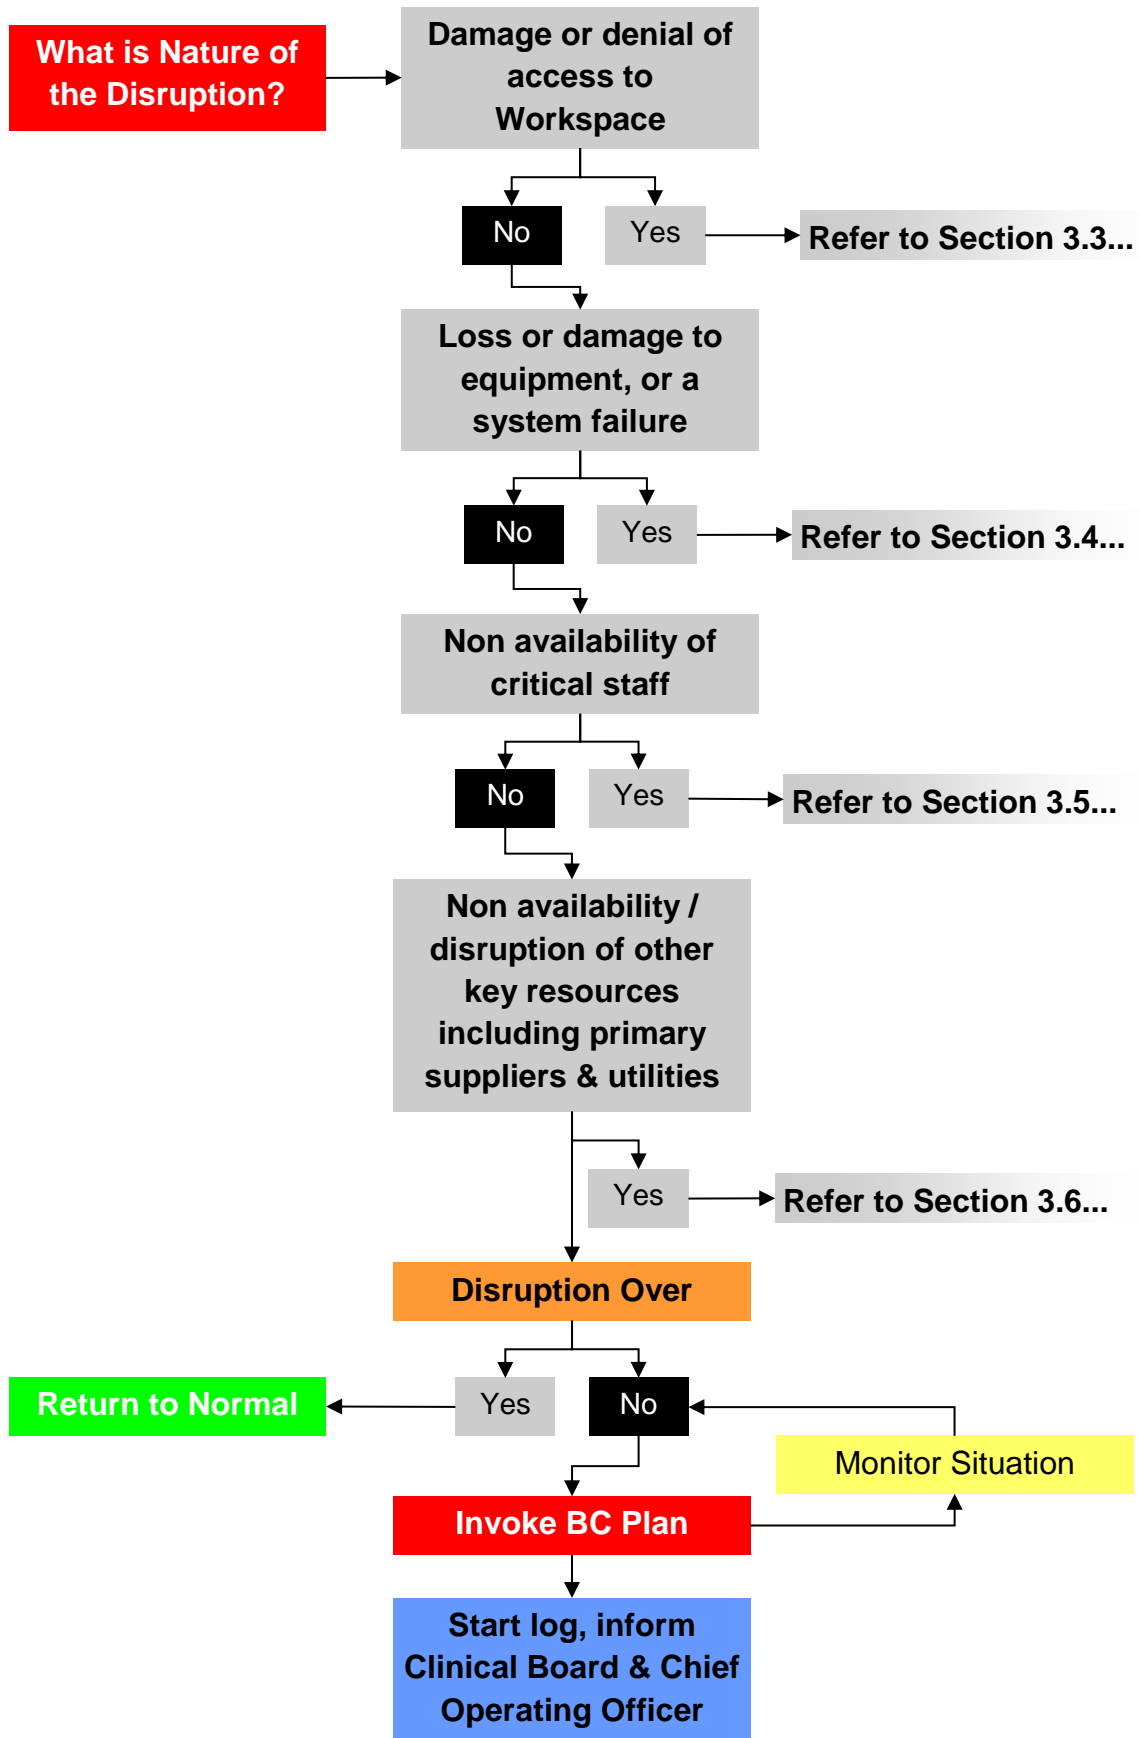 What is Nature of
the Disruption?
Damage or denial of
access to
Workspace
No
Yes
Refer to Section 3.3...
Loss or damage to
equipment, or a
system failure
No
Yes
Refer to Section 3.4...
Non availability of
critical staff
No
Yes
Refer to Section 3.5...
Non availability /
disruption of other
key resources
including primary
suppliers & utilities
Yes
Refer to Section 3.6...
Disruption Over
Return to Normal
Yes
No
Monitor Situation
Invoke BC Plan
Start log, inform
Clinical Board & Chief
Operating Officer